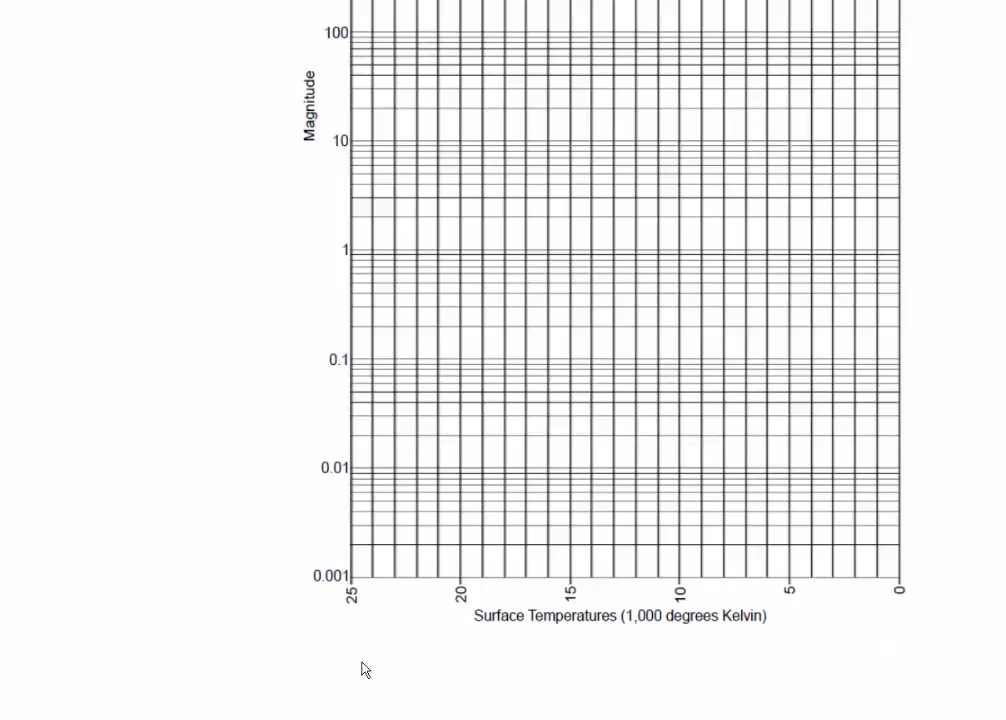 100
Magnitude
10
1
0.1
0.01
0.001
25 20 15 10 5 0
Surface Temperatures (1,000 degrees Kelvin)